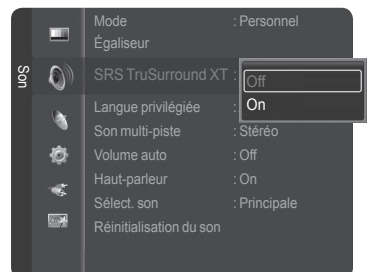 Son
Mode : Personnel
Égaliseur
SRS TruSurround XT :
Off
On
Langue privilégiée :
Son multi-piste : Stéréo
Volume auto : Off
Haut-parleur : On
Sélect. son : Principale
Réinitialisation du son